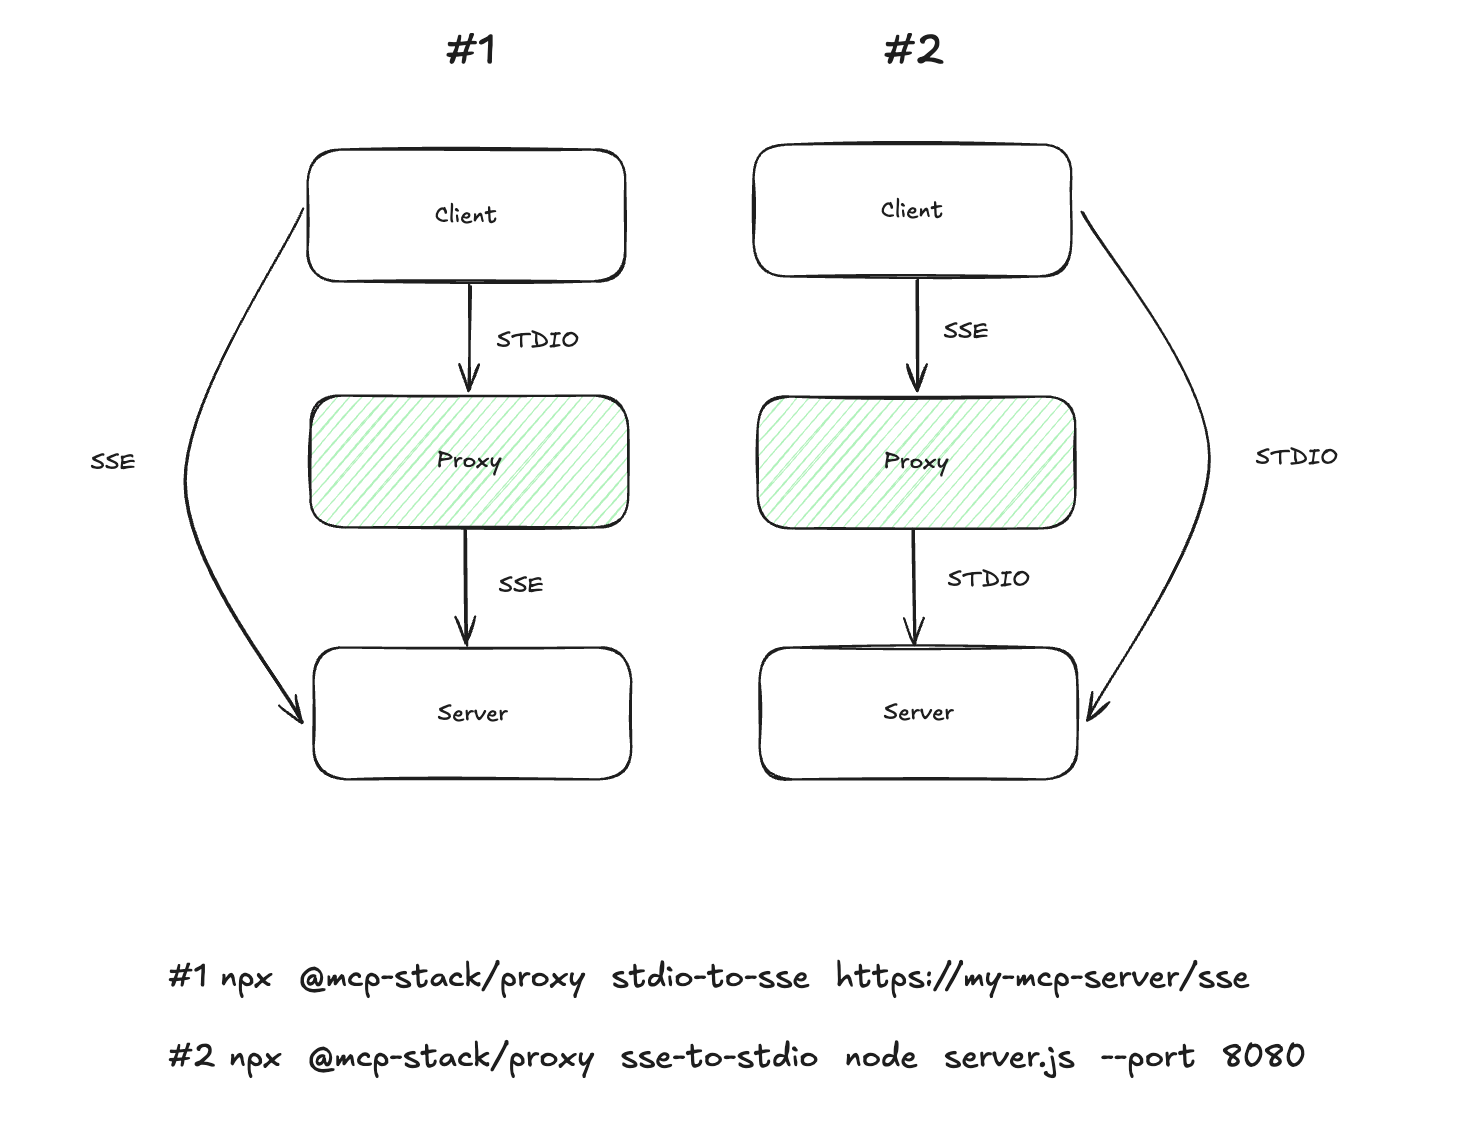 #1
#2
Client
Client
STDIO
SSE
Proxy
Proxy
SSE
STDIO
SSE
STDIO
Server
Server
#1 npx @mcp-stack/proxy stdio-to-sse https://my-mcp-server/sse
#2 npx @mcp-stack/proxy sse-to-stdio node server.js --port 8080